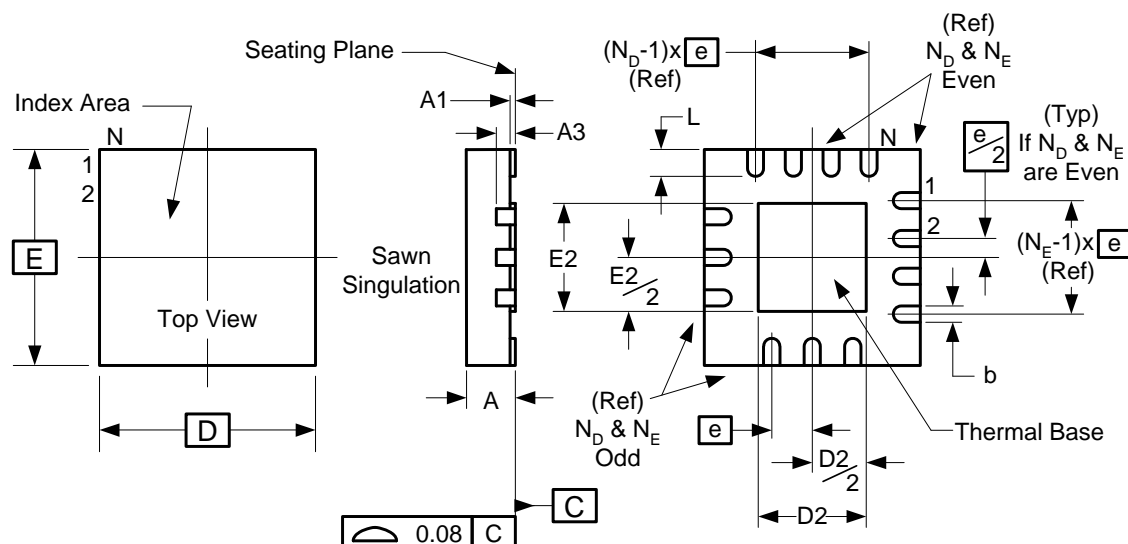 Seating Plane
(N_D-1)x e
(Ref)
(Ref)
N_D & N_E
Even
Index Area
A1
A3
L
N
e/2
(Typ)
If N_D & N_E
are Even
N
1
2
E
Top View
Sawn
Singulation
E2
E2/2
1
2
(N_E-1)x e
(Ref)
b
D
A
(Ref)
N_D & N_E
Odd
e
D2/2
D2
Thermal Base
C
0.08 C